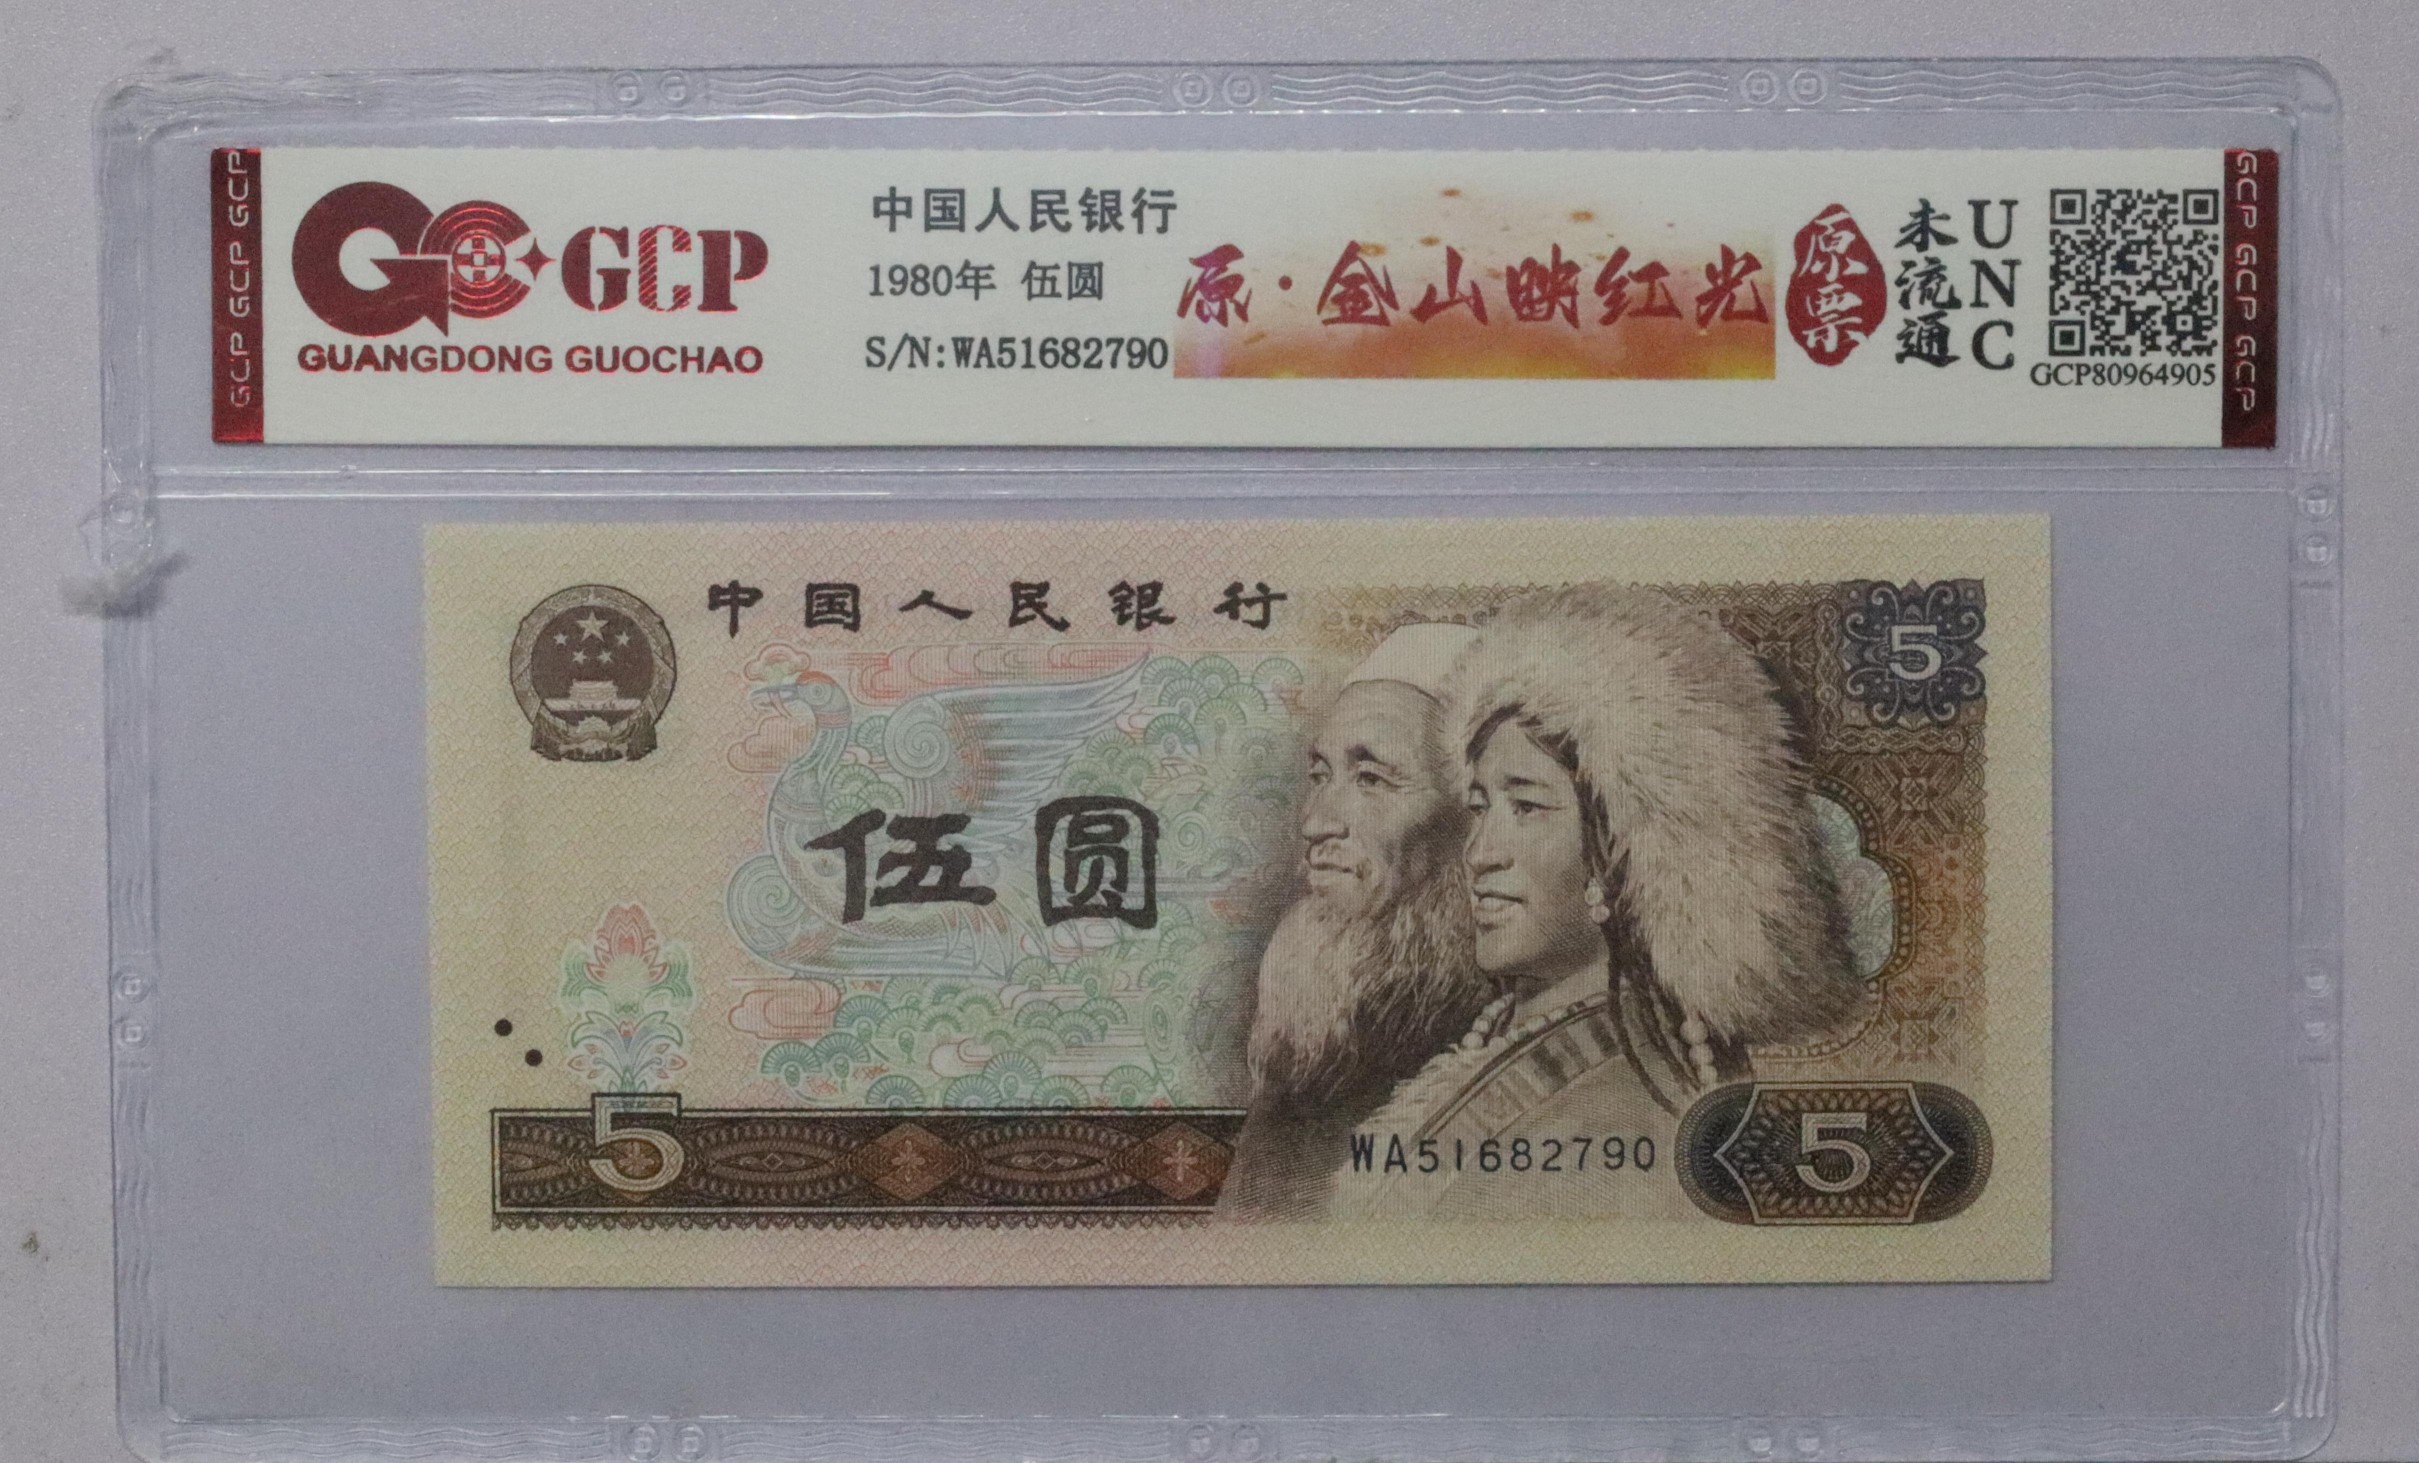 GCP GCP GCP
GCP
GUANGDONG GUOCHAO
中国人民银行
1980年 伍圆
S/N:WA51682790
原·金山映红光
原票
未流通
UNC
GCP80964905
GCP GCP GCP
中国人民银行
5
伍圆
5
WA51682790
5